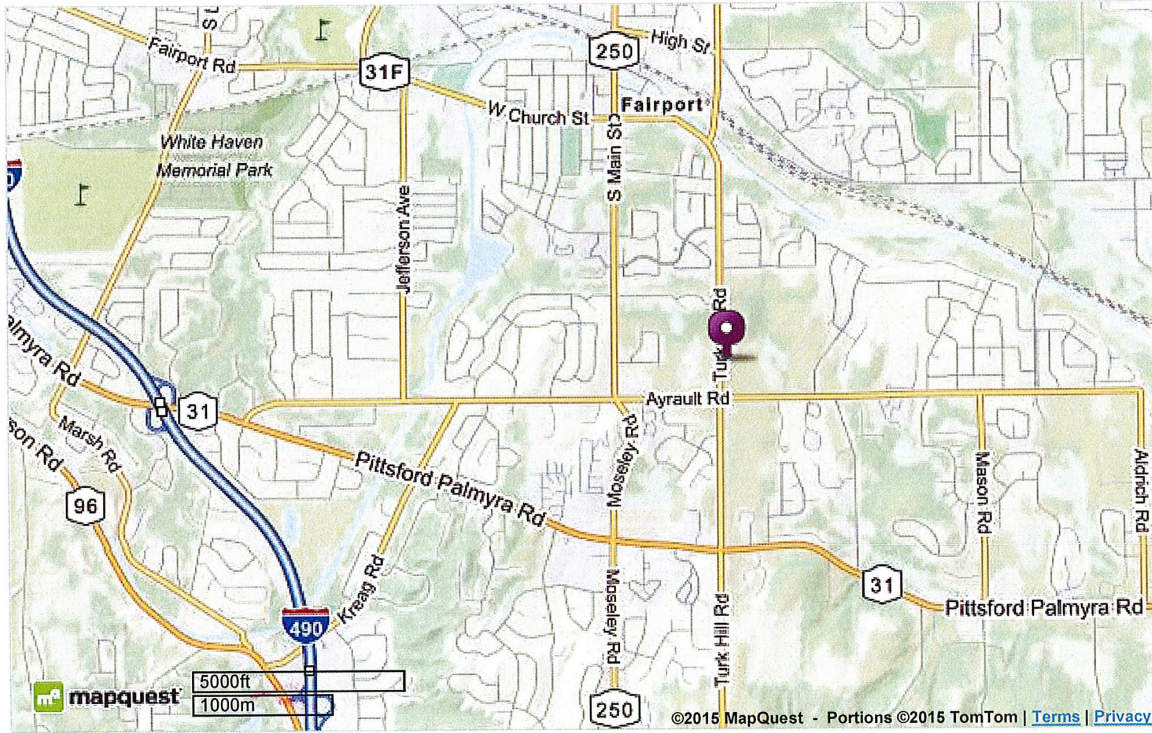 S L
Fairport Rd
31F
250
High St
Fairport
W Church St
White Haven
Memorial Park
S Main St
Jefferson Ave
Turk
Rd
almyra Rd
31
Ayrault Rd
Marsh Rd
son Rd
96
Moseley Rd
Pittsford Palmyra Rd
Mason Rd
Aldrich Rd
Kreag Rd
490
31
Pittsford Palmyra Rd
Moseley Rd
Turk Hill Rd
250
5000ft
1000m
mapquest
©2015 MapQuest - Portions ©2015 TomTom | Terms | Privacy